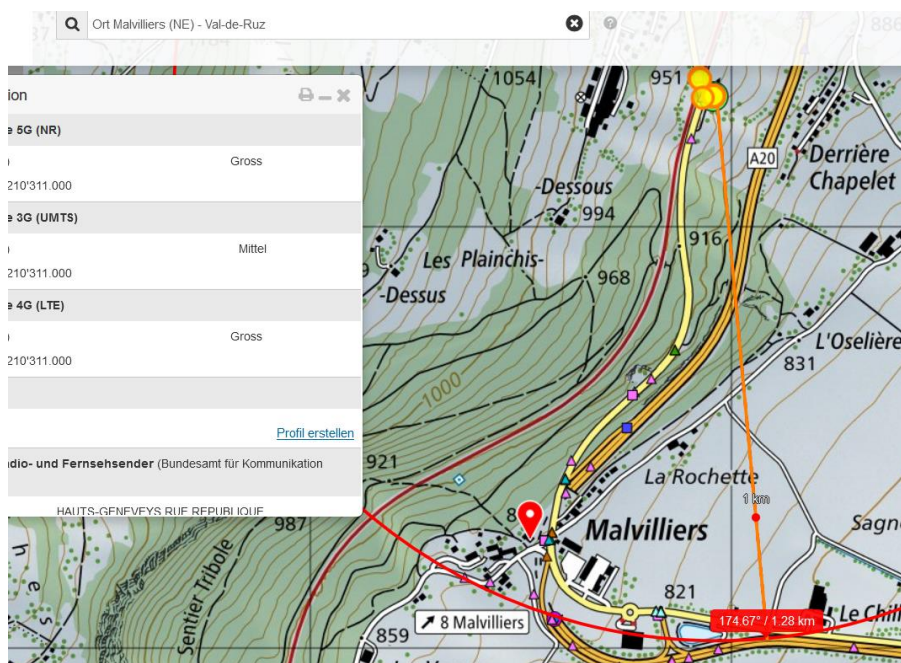 Ort Malvilliers (NE) - Val-de-Ruz
886
1054
951
ion
e 5G (NR)
Gross
210'311.000
e 3G (UMTS)
Mittel
210'311.000
e 4G (LTE)
Gross
210'311.000
Profil erstellen
adio- und Fernsehsender (Bundesamt für Kommunikation
HAUTS-GENEVEYS RUE REPUBLIQUE
A20
Derrière
Chapelet
-Dessous
994
916
Les Plainchis-
-Dessus
968
L'Oselière
831
1000
921
La Rochette
1 km
Sagn
987
Malvilliers
hes
Sentier Tribole
821
8 Malvilliers
174.67° / 1.28 km
Le Chill
859